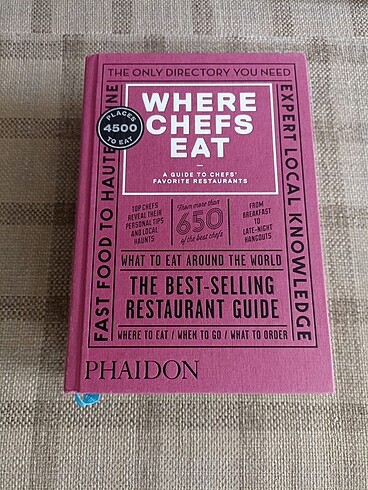 THE ONLY DIRECTORY YOU NEED
PLACES
4500
TO EAT
WHERE
CHEFS
EAT
A GUIDE TO CHEFS'
FAVORITE RESTAURANTS
FAST FOOD TO HAUTE
INE
EXPERT LOCAL KNOWLEDGE
TOP CHEFS
REVEAL THEIR
PERSONAL TIPS
AND LOCAL
HAUNTS
From more than
650
of the best chefs
FROM
BREAKFAST
TO
LATE-NIGHT
HANGOUTS
WHAT TO EAT AROUND THE WORLD
THE BEST-SELLING
RESTAURANT GUIDE
WHERE TO EAT / WHEN TO GO / WHAT TO ORDER
PHAIDON